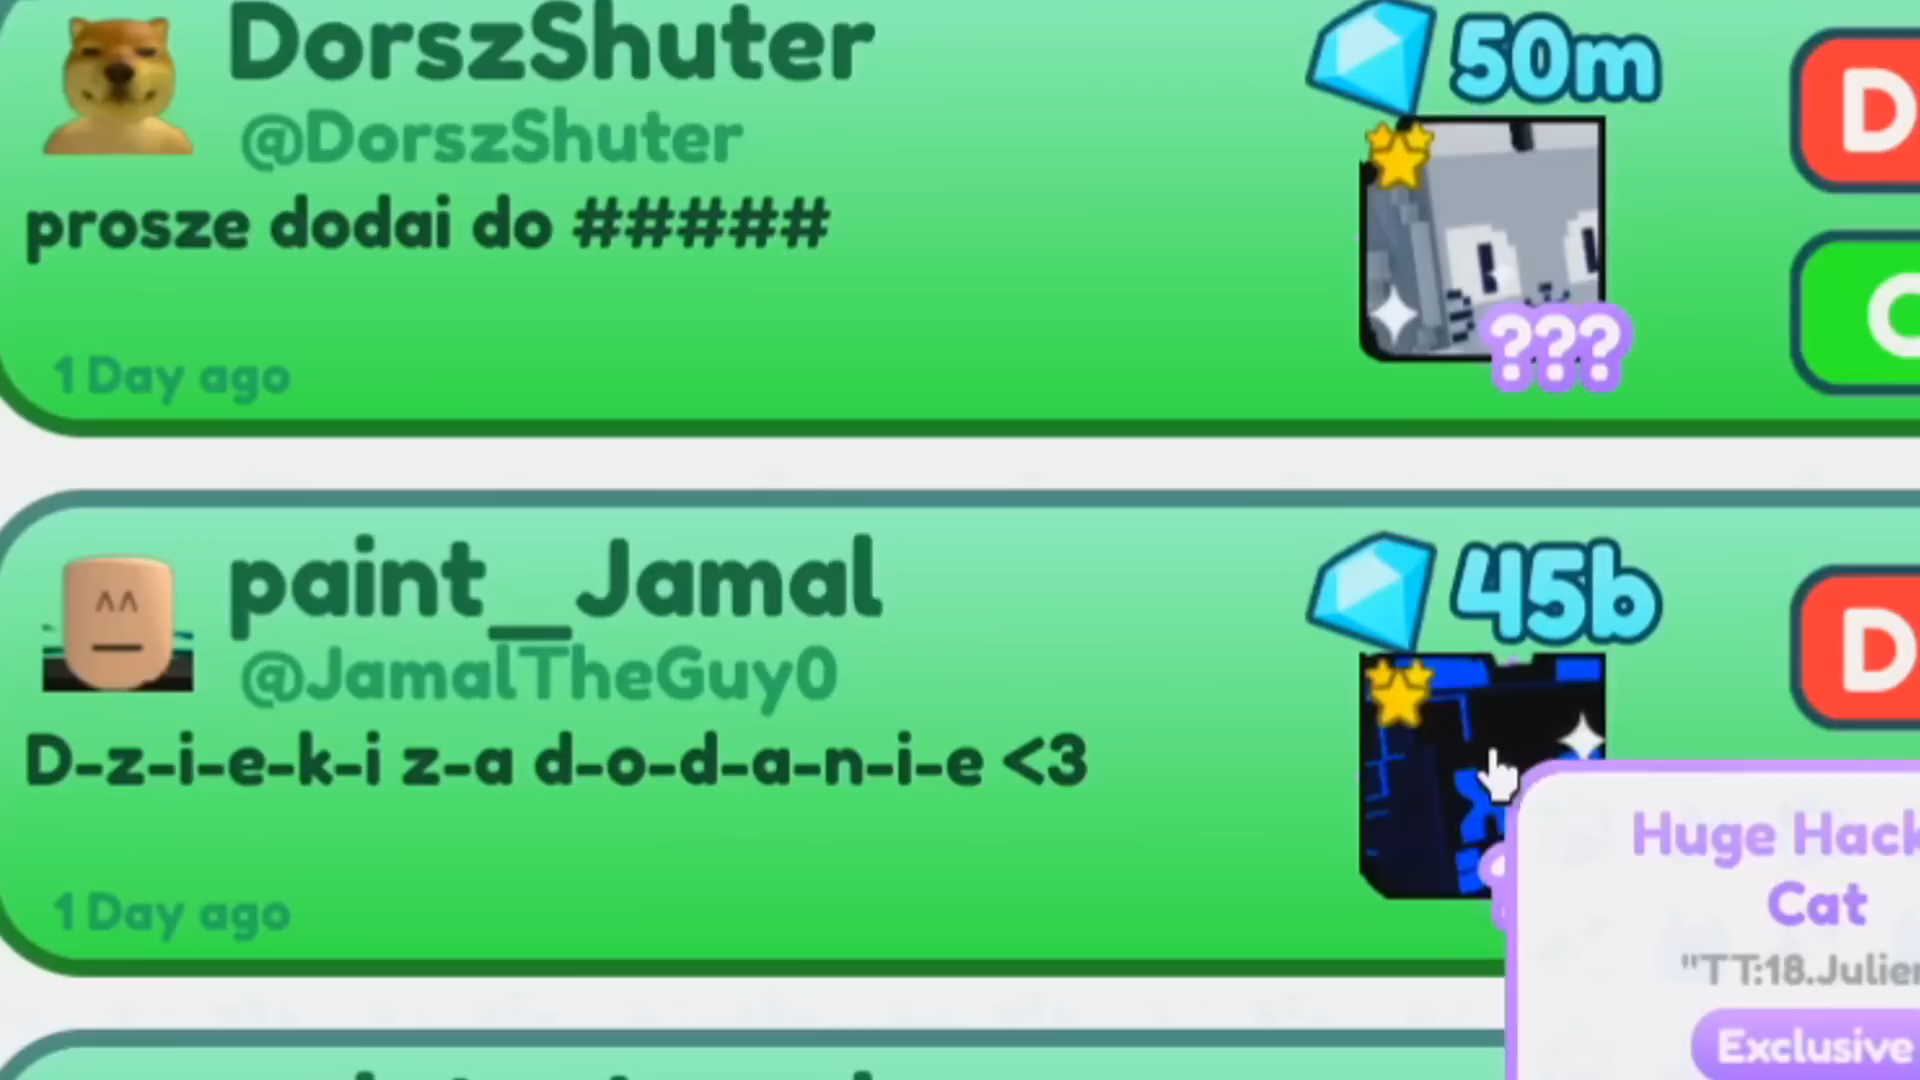 DorszShuter
50m
@DorszShuter
prosze dodai do #####
???
1 Day ago
paint_Jamal
45b
@JamalTheGuy0
D-z-i-e-k-i z-a d-o-d-a-n-i-e <3
1 Day ago
Huge Hack
Cat
"TT:18.Julien
Exclusive